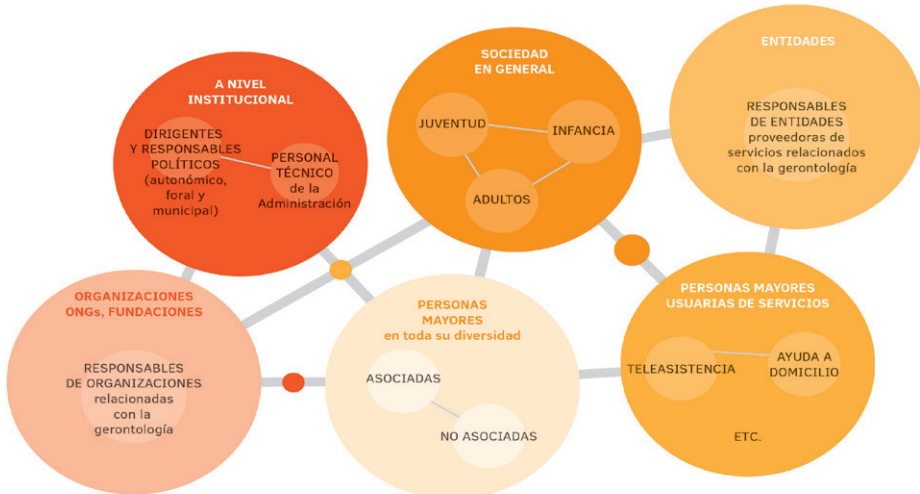 A NIVEL
INSTITUCIONAL
DIRIGENTES
Y RESPONSABLES
POLÍTICOS
(autonómico,
foral y
municipal)
PERSONAL
TÉCNICO
de la
Administración
SOCIEDAD
EN GENERAL
JUVENTUD
INFANCIA
ADULTOS
ENTIDADES
RESPONSABLES
DE ENTIDADES
proveedoras de
servicios relacionados
con la gerontología
ORGANIZACIONES
ONGs, FUNDACIONES
RESPONSABLES
DE ORGANIZACIONES
relacionadas
con la
gerontología
PERSONAS
MAYORES
en toda su diversidad
ASOCIADAS
NO ASOCIADAS
PERSONAS MAYORES
USUARIAS DE SERVICIOS
TELEASISTENCIA
AYUDA A
DOMICILIO
ETC.